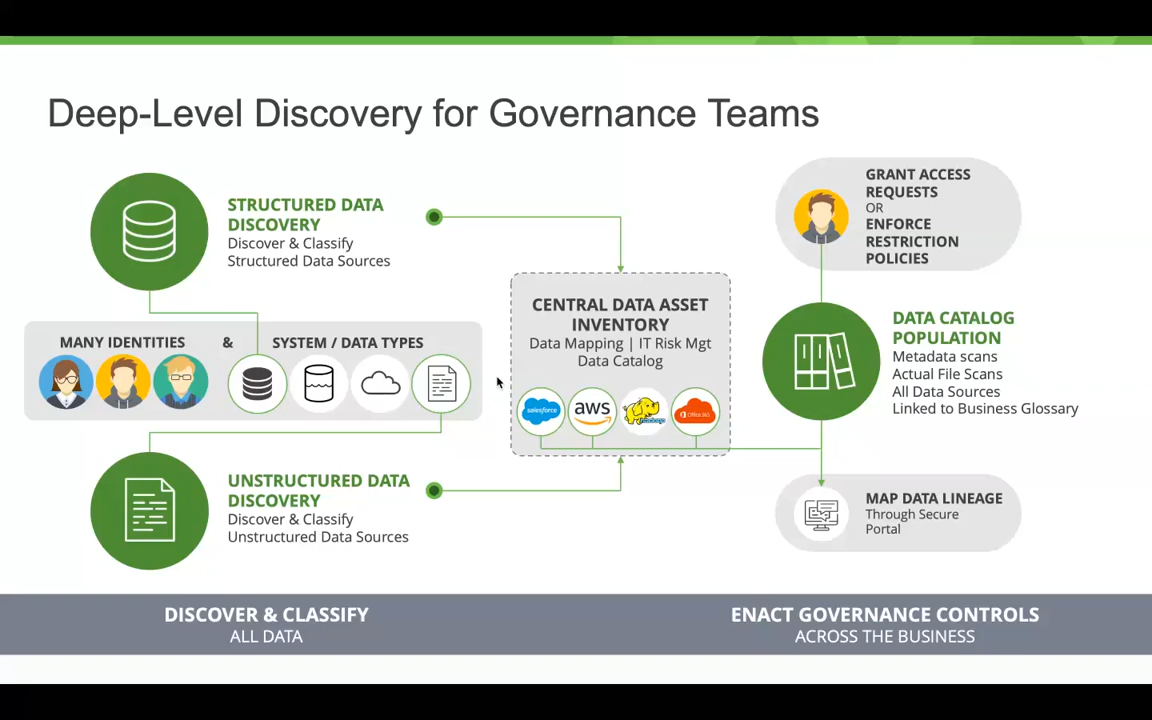 Deep-Level Discovery for Governance Teams
STRUCTURED DATA
DISCOVERY
Discover & Classify
Structured Data Sources
MANY IDENTITIES & SYSTEM / DATA TYPES
UNSTRUCTURED DATA
DISCOVERY
Discover & Classify
Unstructured Data Sources
CENTRAL DATA ASSET
INVENTORY
Data Mapping | IT Risk Mgt
Data Catalog
salesforce
aws
Office 365
GRANT ACCESS
REQUESTS
OR
ENFORCE
RESTRICTION
POLICIES
DATA CATALOG
POPULATION
Metadata scans
Actual File Scans
All Data Sources
Linked to Business Glossary
MAP DATA LINEAGE
Through Secure
Portal
DISCOVER & CLASSIFY
ALL DATA
ENACT GOVERNANCE CONTROLS
ACROSS THE BUSINESS